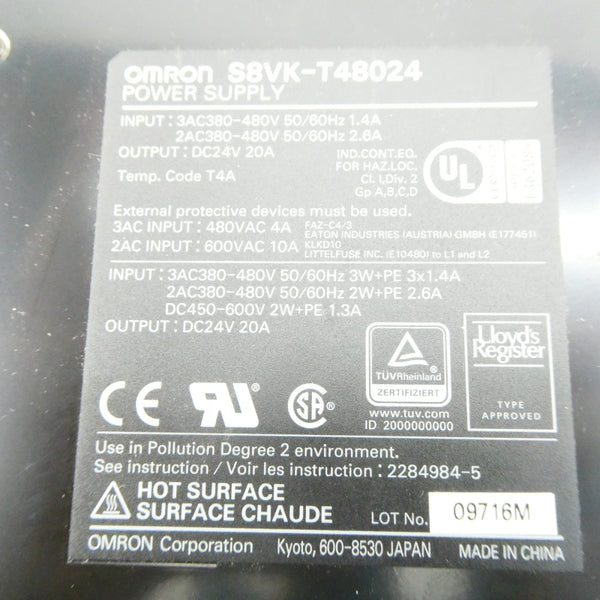 OMRON S8VK-T48024
POWER SUPPLY
INPUT : 3AC380-480V 50/60Hz 1.4A
2AC380-480V 50/60Hz 2.6A
OUTPUT : DC24V 20A
IND.CONT.EQ.
FOR HAZ.LOC.
Cl. I,Div. 2
Gp A,B,C,D
Temp. Code T4A
UL
External protective devices must be used.
3AC INPUT : 480VAC 4A FAZ-C4/3
EATON INDUSTRIES (AUSTRIA) GMBH (E177451)
2AC INPUT : 600VAC 10A KLKD10
LITTELFUSE INC. (E10480) to L1 and L2
INPUT : 3AC380-480V 50/60Hz 3W+PE 3x1.4A
2AC380-480V 50/60Hz 2W+PE 2.6A
DC450-600V 2W+PE 1.3A
OUTPUT : DC24V 20A
CE
SA
TÜVRheinland
ZERTIFIZIERT
www.tuv.com
ID 2000000000
Lloyd's
Register
TYPE
APPROVED
Use in Pollution Degree 2 environment.
See instruction / Voir les instruction : 2284984-5
HOT SURFACE
SURFACE CHAUDE
LOT No. 09716M
OMRON Corporation Kyoto, 600-8530 JAPAN MADE IN CHINA